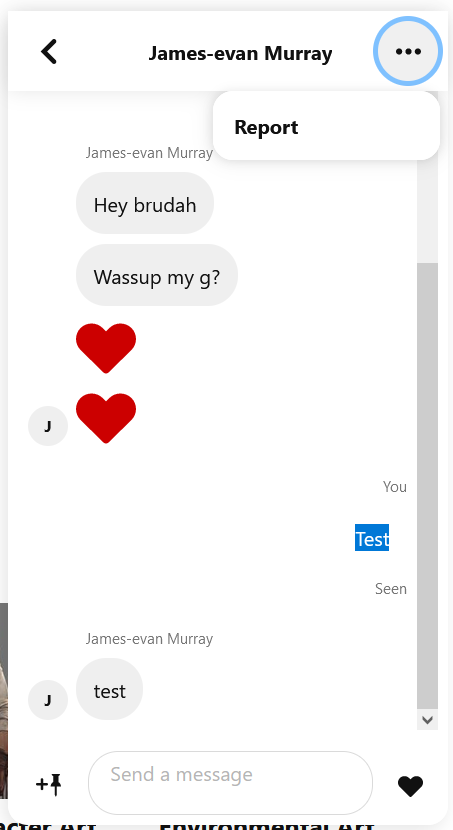 James-evan Murray
Report
James-evan Murray
Hey brudah
Wassup my g?
J
You
Test
Seen
James-evan Murray
J
test
Send a message
acter Art
Environmental Art